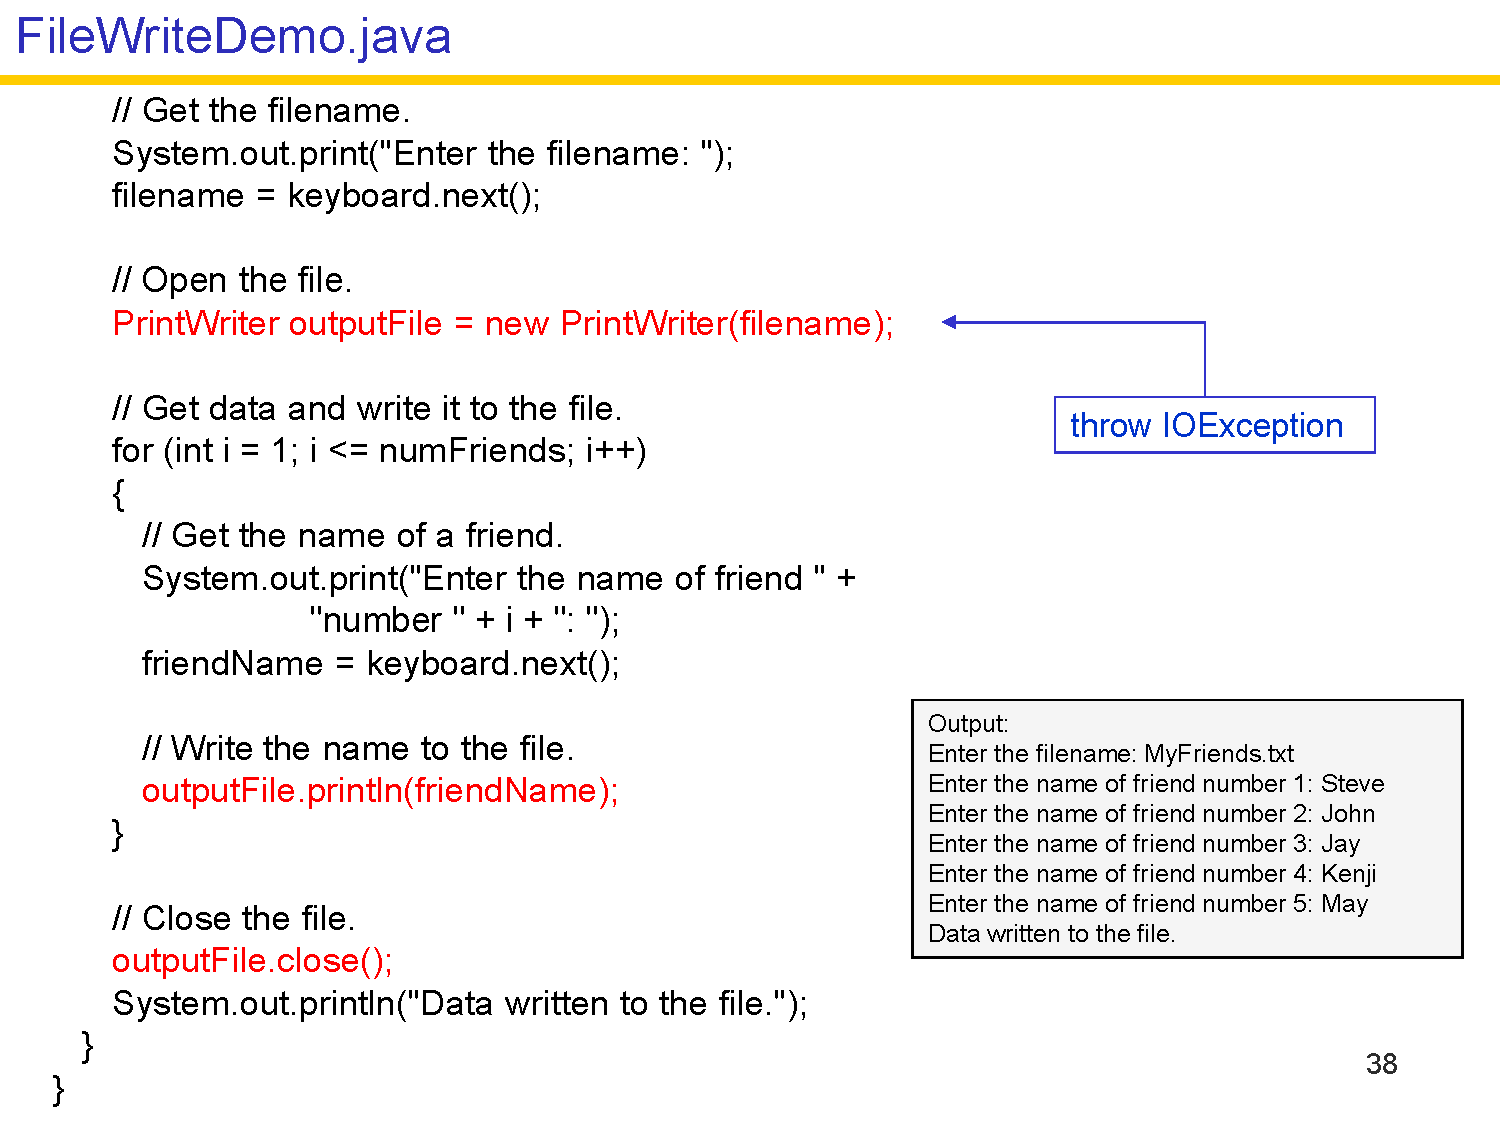 FileWriteDemo.java
// Get the filename.
System.out.print("Enter the filename: ");
filename = keyboard.next();
// Open the file.
PrintWriter outputFile = new PrintWriter(filename);
// Get data and write it to the file.
for (int i = 1; i <= numFriends; i++)
{
// Get the name of a friend.
System.out.print("Enter the name of friend " +
"number " + i + ": ");
friendName = keyboard.next();
// Write the name to the file.
outputFile.println(friendName);
}
// Close the file.
outputFile.close();
System.out.println("Data written to the file.");
}
}
throw IOException
Output:
Enter the filename: MyFriends.txt
Enter the name of friend number 1: Steve
Enter the name of friend number 2: John
Enter the name of friend number 3: Jay
Enter the name of friend number 4: Kenji
Enter the name of friend number 5: May
Data written to the file.
38